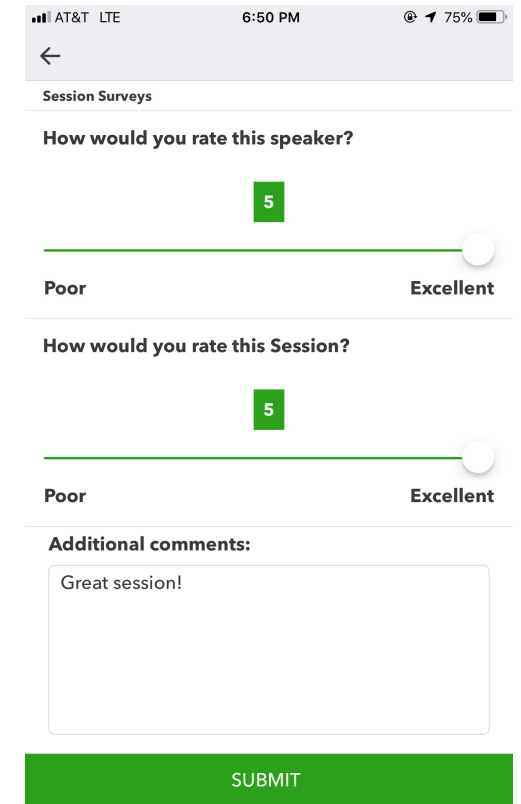 AT&T LTE 6:50 PM 75%
Session Surveys
How would you rate this speaker?
5
Poor Excellent
How would you rate this Session?
5
Poor Excellent
Additional comments:
Great session!
SUBMIT